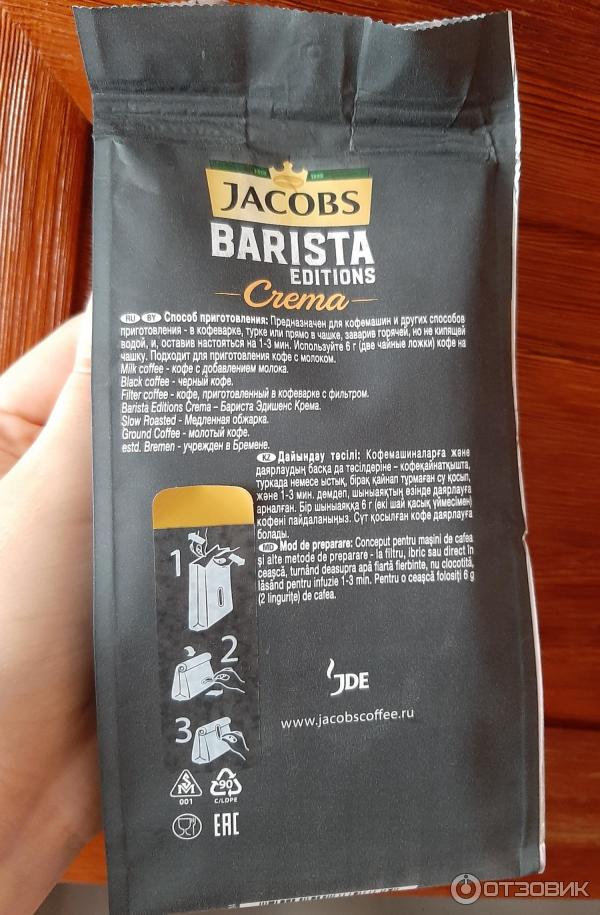 JACOBS
BARISTA
EDITIONS
Crema
RU BY Способ приготовления: Предназначен для кофемашин и других способов
приготовления - в кофеварке, турке или прямо в чашке, заварив горячей, но не кипящей
водой, и, оставив настояться на 1-3 мин. Используйте 6 г (две чайные ложки) кофе на
чашку. Подходит для приготовления кофе с молоком.
Milk coffee - кофе с добавлением молока.
Black coffee - черный кофе.
Filter coffee - кофе, приготовленный в кофеварке с фильтром.
Barista Editions Crema – Бариста Эдишенс Крема.
Slow Roasted - Медленная обжарка.
Ground Coffee - молотый кофе.
estd. Bremen - учрежден в Бремене.
KZ Дайындау тәсілі: Кофемашиналарға және
даярлаудың басқа да тәсілдеріне – кофеқайнатқышта,
туркада немесе ыстық, бірақ қайнап тұрмаған су қосып,
және 1-3 мин. демдеп, шыныаяқтың өзінде даярлауға
арналған. Бір шыныаяққа 6 г (екі шай қасық үймесімен)
кофені пайдаланыңыз. Сүт қосылған кофе даярлауға
болады.
MD Mod de preparare: Conceput pentru mașini de cafea
și alte metode de preparare - la filtru, ibric sau direct în
ceașcă, turnând deasupra apă fiartă fierbinte, nu clocotită,
lăsând pentru infuzie 1-3 min. Pentru o ceașcă folosiți 6 g
(2 lingurițe) de cafea.
1
2
3
JDE
www.jacobscoffee.ru
001
90
C/LDPE
EAC
ОТЗОВИК